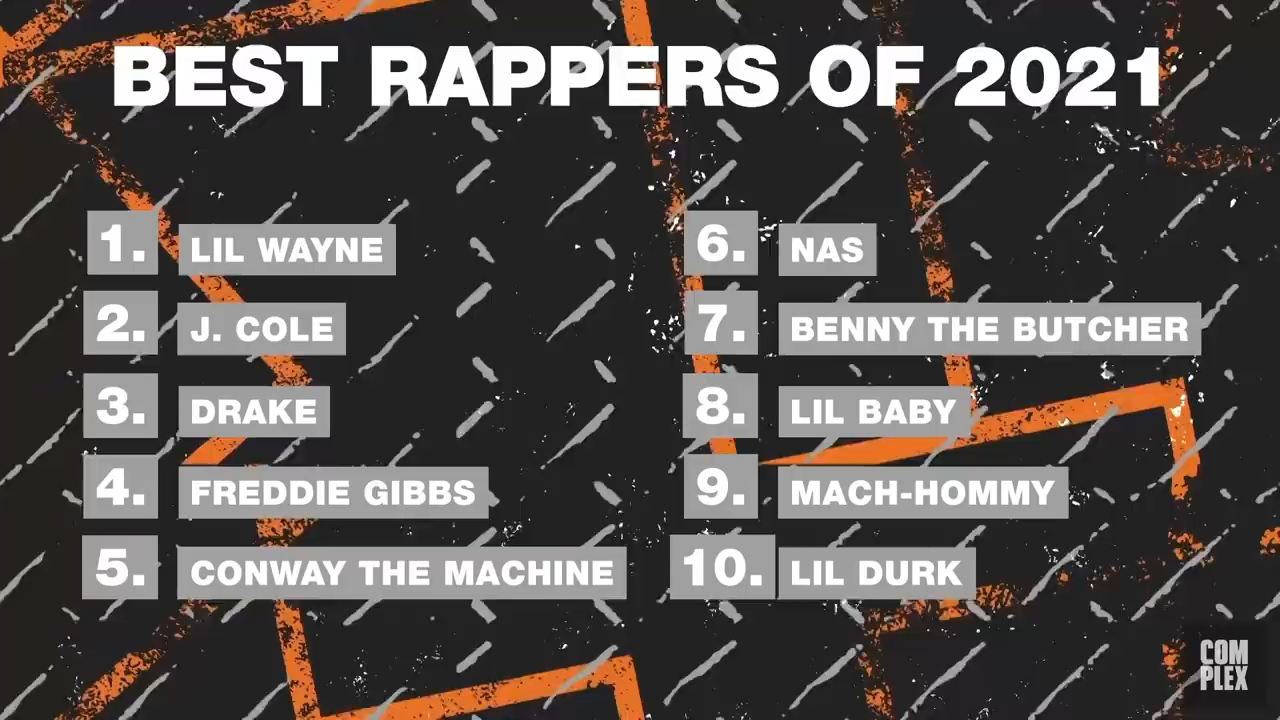 BEST RAPPERS OF 2021
1. LIL WAYNE
2. J. COLE
3. DRAKE
4. FREDDIE GIBBS
5. CONWAY THE MACHINE
6. NAS
7. BENNY THE BUTCHER
8. LIL BABY
9. MACH-HOMMY
10. LIL DURK
COM
PLEX